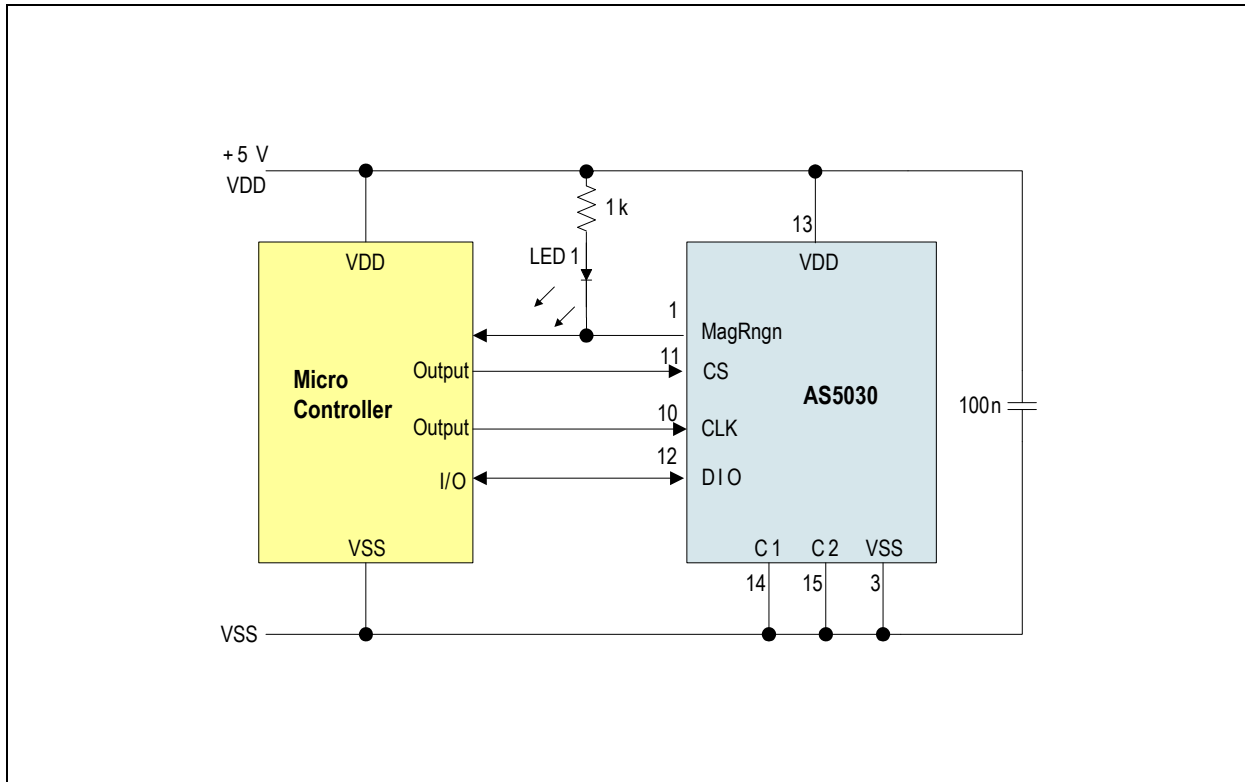 +5 V
VDD
1k
13
VDD
VDD
LED 1
1
MagRngn
Output
11
CS
Micro
Controller
AS5030
100n
Output
10
CLK
I/O
12
DIO
VSS
C1
C2
VSS
14
15
3
VSS